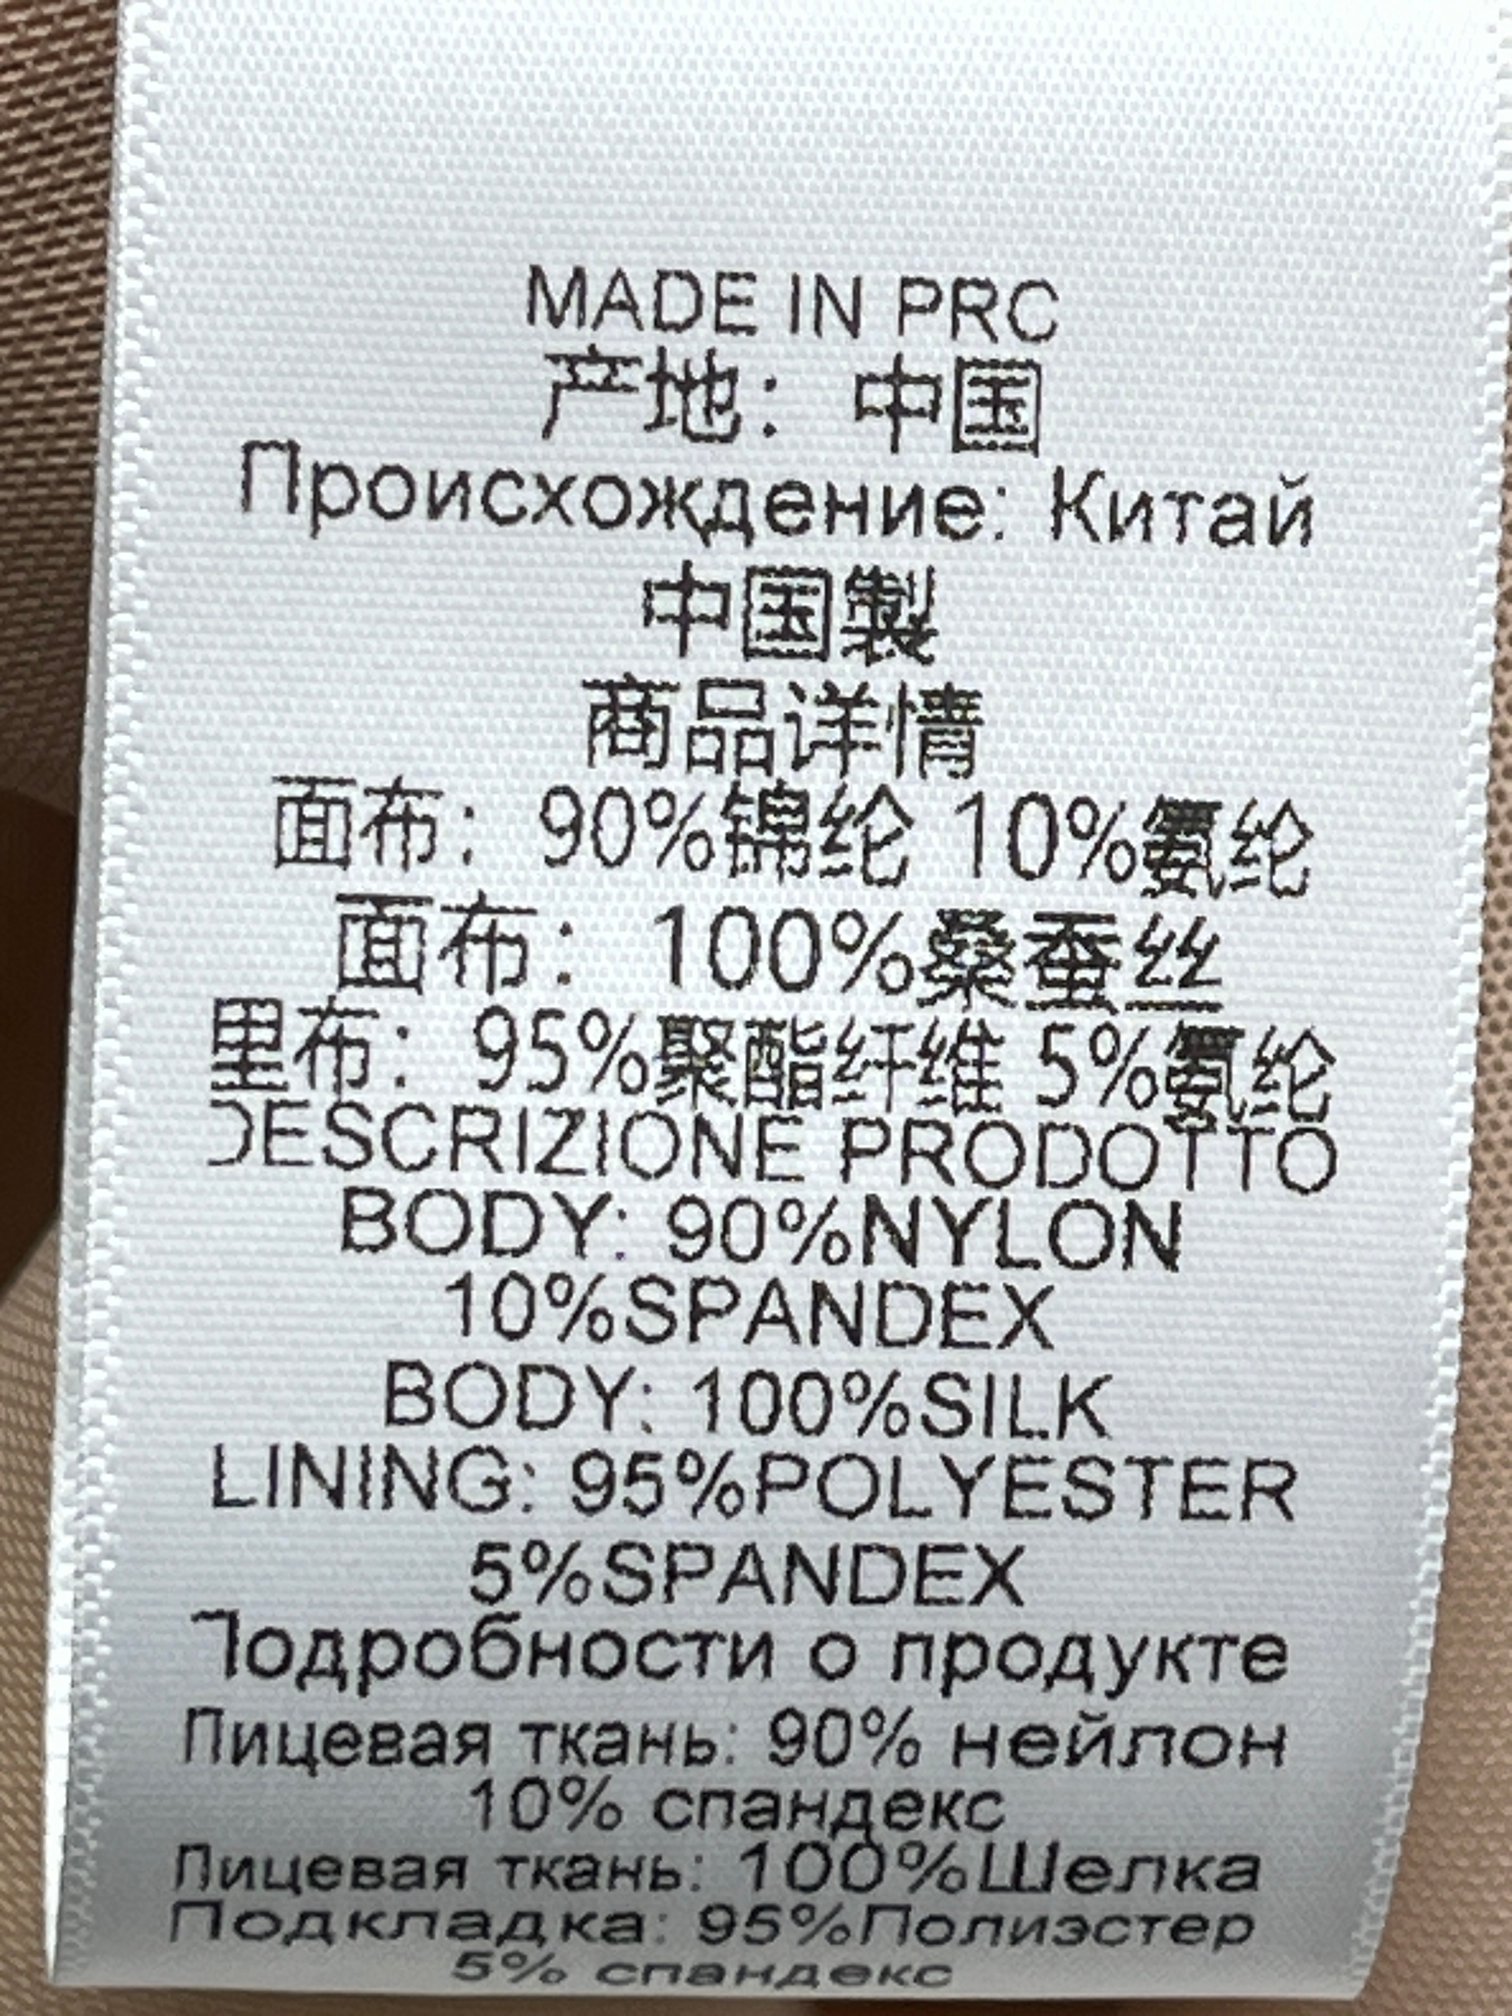 MADE IN PRC
产地：中国
Происхождение: Китай
中国製
商品详情
面布：90%锦纶 10%氨纶
面布：100%桑蚕丝
里布：95%聚酯纤维 5%氨纶
DESCRIZIONE PRODOTTO
BODY: 90%NYLON
10%SPANDEX
BODY: 100%SILK
LINING: 95%POLYESTER
5%SPANDEX
Подробности о продукте
Лицевая ткань: 90% нейлон
10% спандекс
Лицевая ткань: 100%Шелка
Подкладка: 95%Полиэстер
5% спандекс